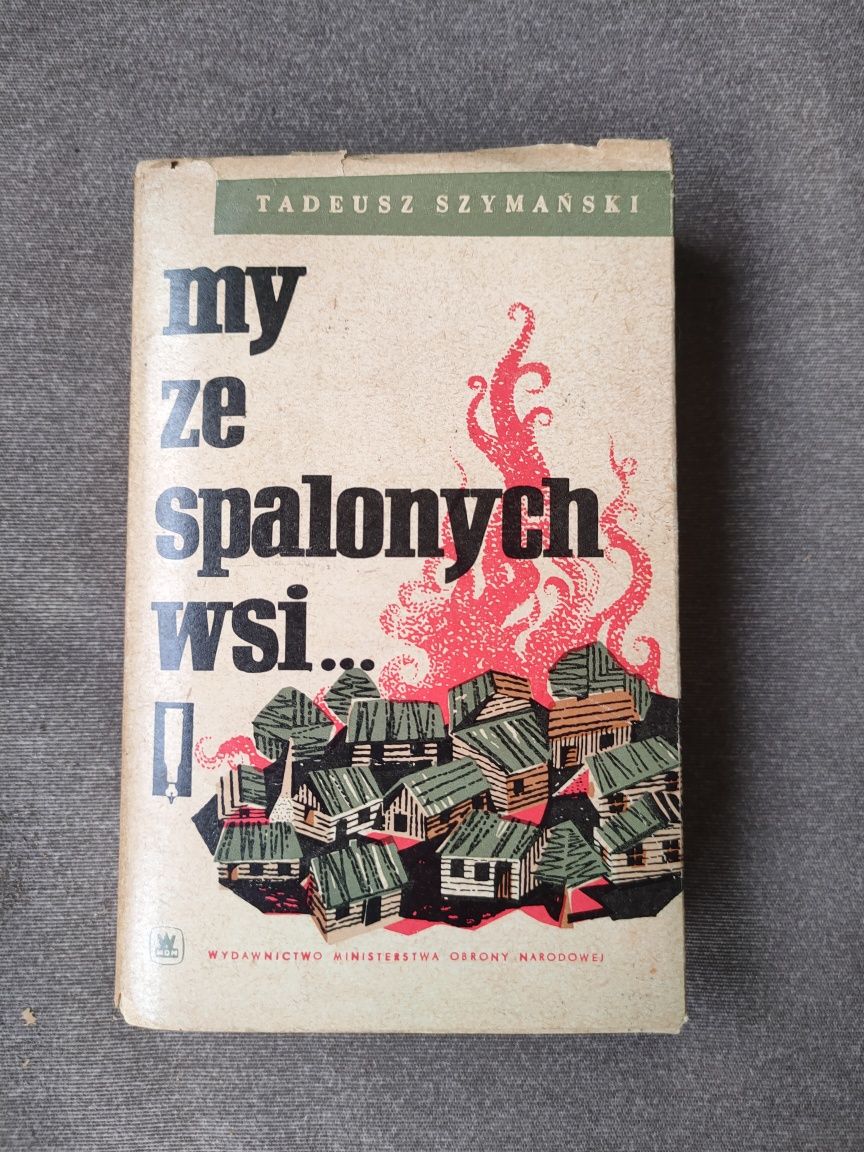 TADEUSZ SZYMAŃSKI
my
ze
spalonych
wsi...
WYDAWNICTWO MINISTERSTWA OBRONY NARODOWEJ